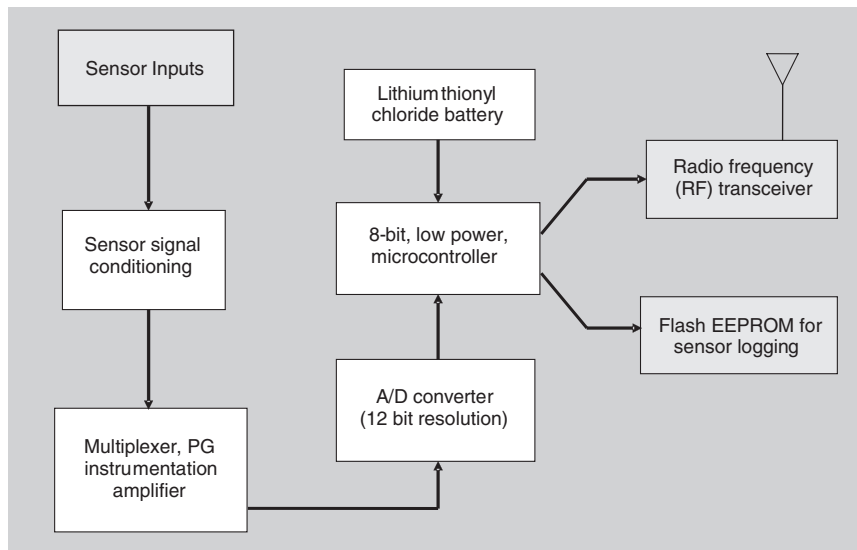 Sensor Inputs
Sensor signal
conditioning
Multiplexer, PG
instrumentation
amplifier
Lithium thionyl
chloride battery
8-bit, low power,
microcontroller
A/D converter
(12 bit resolution)
Radio frequency
(RF) transceiver
Flash EEPROM for
sensor logging